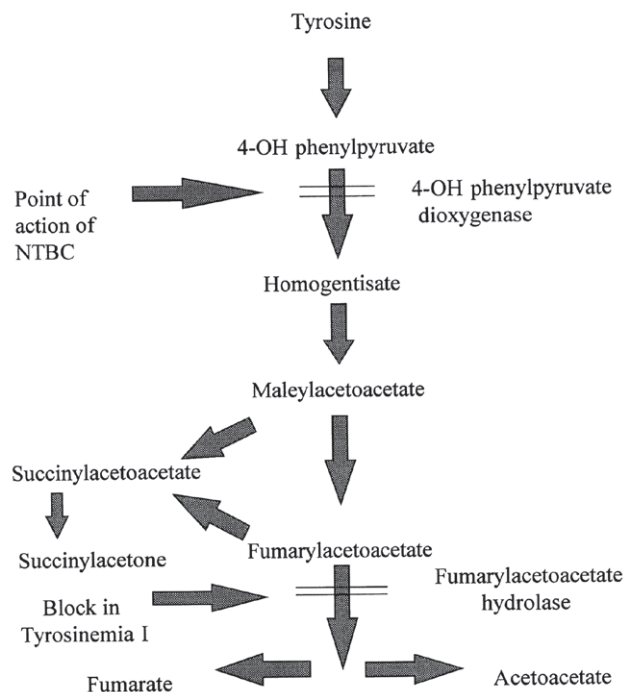 Tyrosine
4-OH phenylpyruvate
Point of
action of
NTBC
4-OH phenylpyruvate
dioxygenase
Homogentisate
Maleylacetoacetate
Succinylacetoacetate
Succinylacetone
Fumarylacetoacetate
Block in
Tyrosinemia I
Fumarylacetoacetate
hydrolase
Fumarate
Acetoacetate